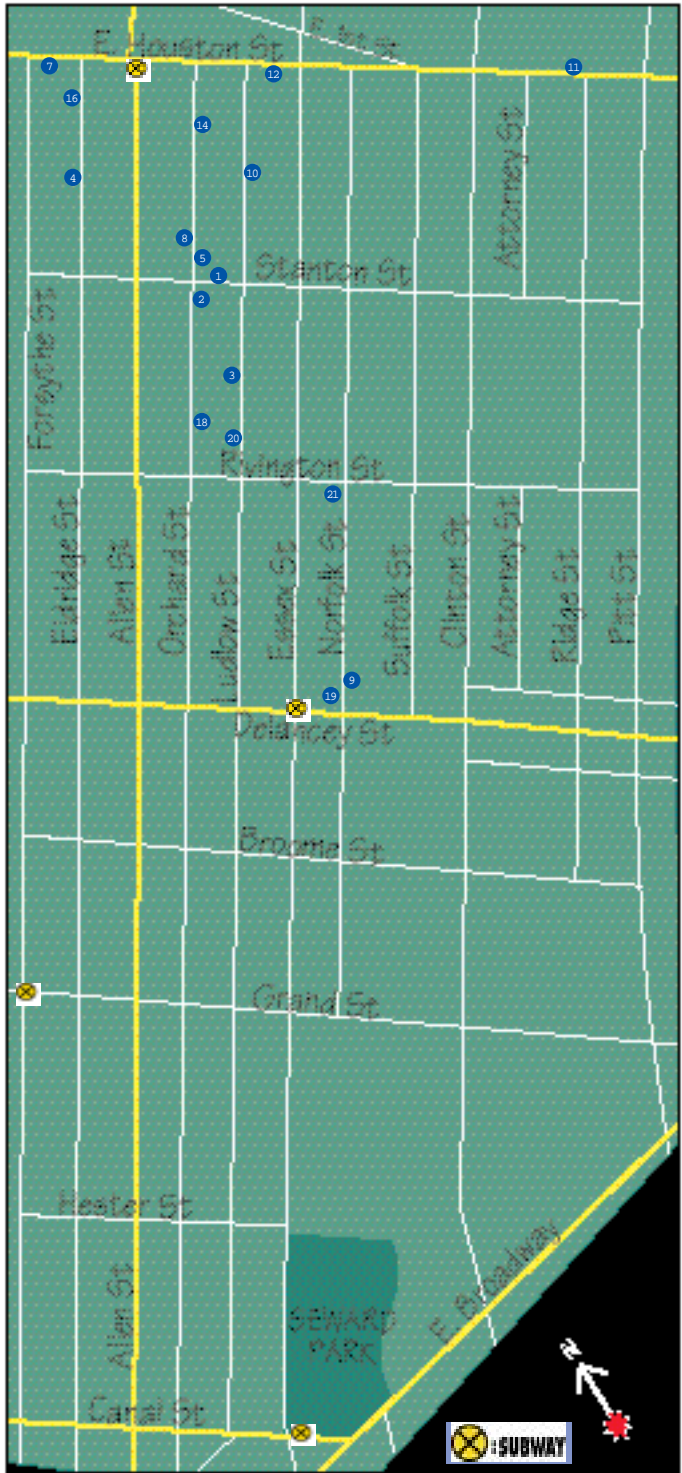 E. 1st St
E. Houston St
7
11
12
16
14
Attorney St
10
4
8
5
1
Stanton St
2
Forsythe St
3
18
20
Rivington St
21
Eldridge St
Allen St
Orchard St
Ludlow St
Essex St
Norfolk St
Suffolk St
Clinton St
Attorney St
Ridge St
Pitt St
9
19
Delancey St
Broome St
Grand St
Hester St
Allen St
E. Broadway
SEWARD
PARK
N
Canal St
: SUBWAY